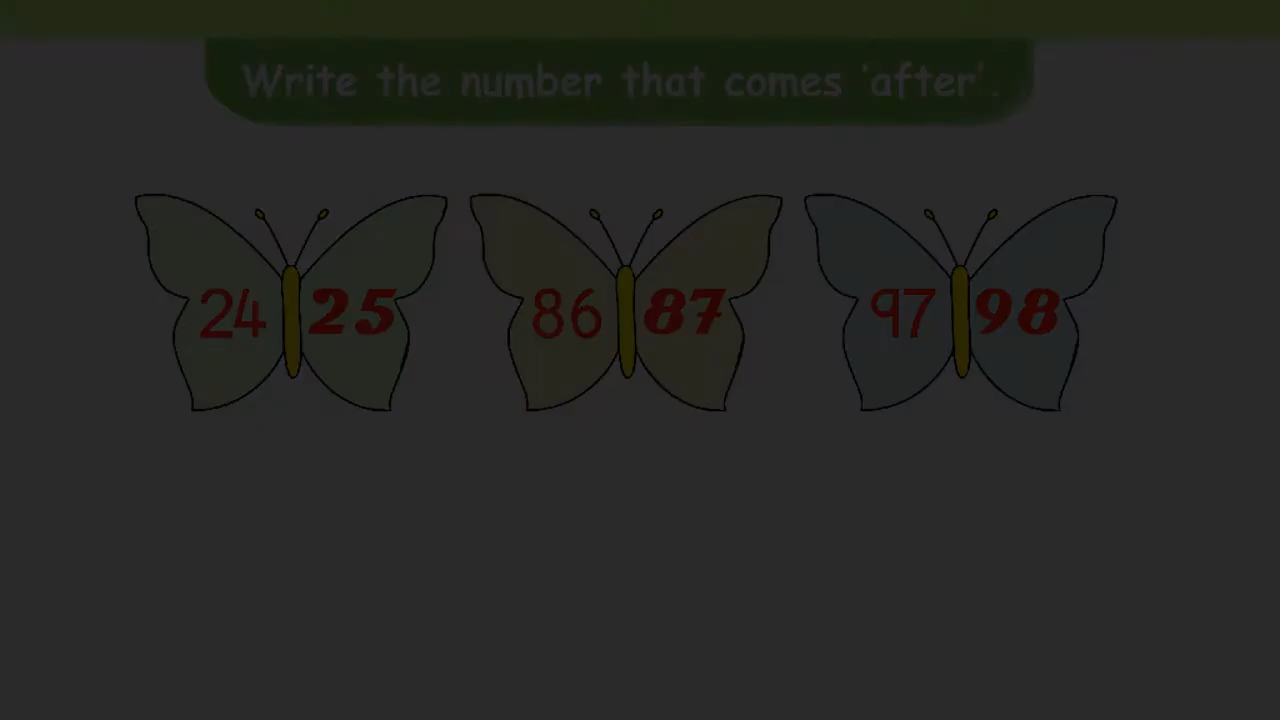 Write the number that comes ‘after’.
24 25 86 87 97 98